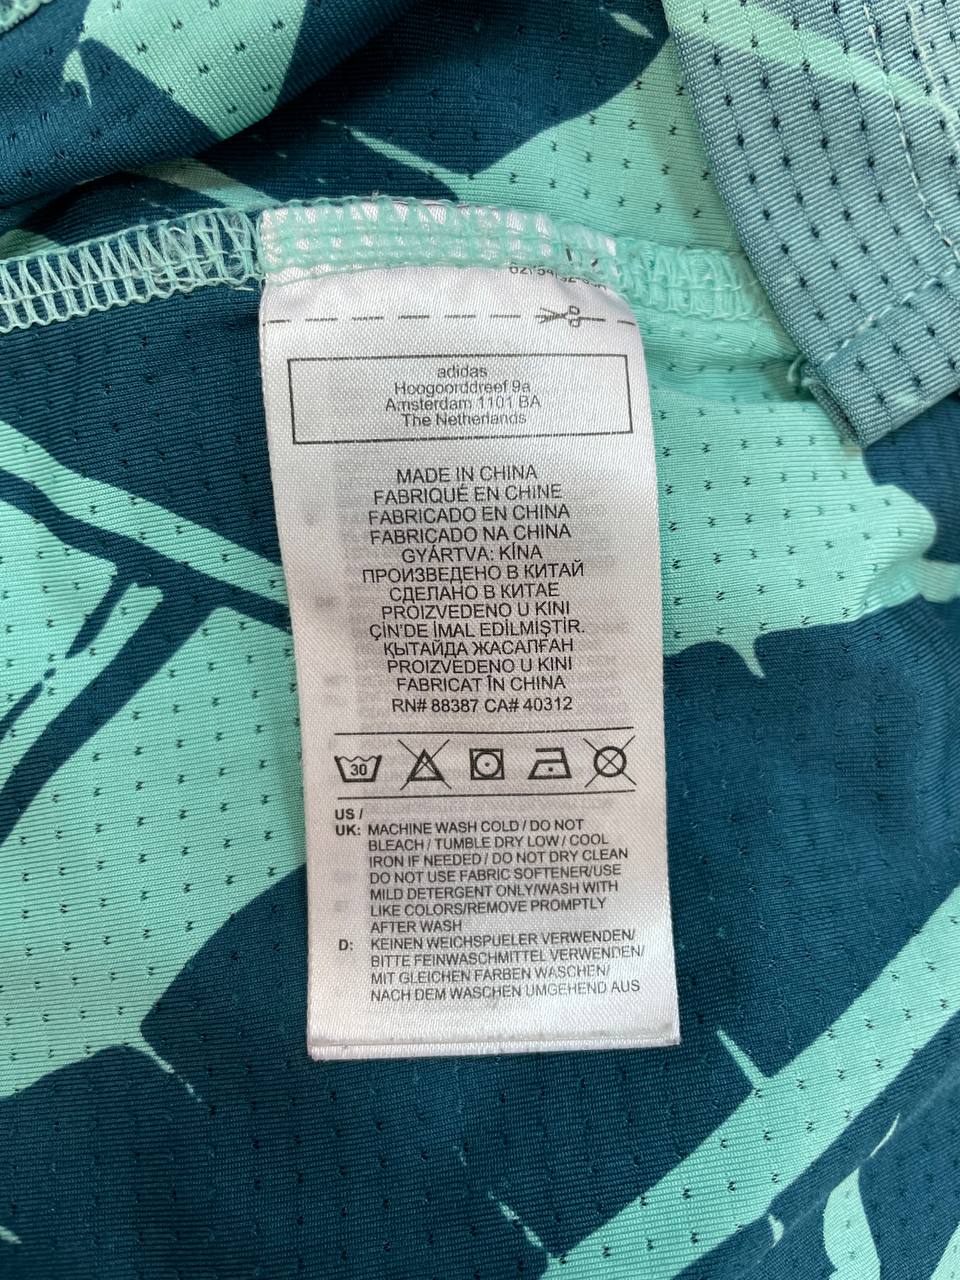 adidas
Hoogoorddreef 9a
Amsterdam 1101 BA
The Netherlands
MADE IN CHINA
FABRIQUÉ EN CHINE
FABRICADO EN CHINA
FABRICADO NA CHINA
GYÁRTVA: KÍNA
ПРОИЗВЕДЕНО В КИТАЙ
СДЕЛАНО В КИТАЕ
PROIZVEDENO U KINI
ÇİN'DE İMAL EDİLMİŞTİR.
ҚЫТАЙДА ЖАСАЛҒАН
PROIZVEDENO U KINI
FABRICAT ÎN CHINA
RN# 88387 CA# 40312
30
US /
UK: MACHINE WASH COLD / DO NOT
BLEACH / TUMBLE DRY LOW / COOL
IRON IF NEEDED / DO NOT DRY CLEAN
DO NOT USE FABRIC SOFTENER/USE
MILD DETERGENT ONLY/WASH WITH
LIKE COLORS/REMOVE PROMPTLY
AFTER WASH
D: KEINEN WEICHSPUELER VERWENDEN/
BITTE FEINWASCHMITTEL VERWENDEN/
MIT GLEICHEN FARBEN WASCHEN/
NACH DEM WASCHEN UMGEHEND AUS